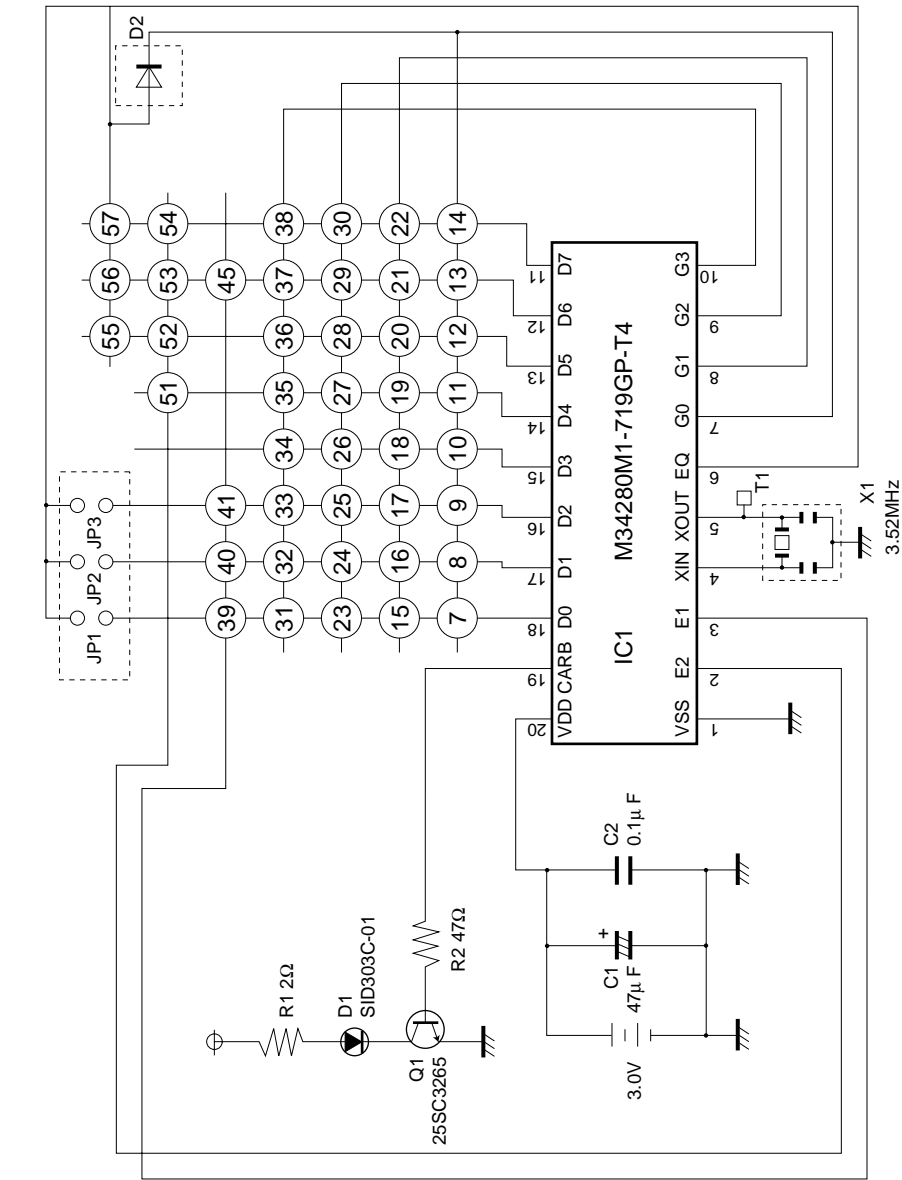 D2
57
54
38
30
22
14
56
53
45
37
29
21
13
55
52
36
28
20
12
51
35
27
19
11
34
26
18
10
JP3
41
33
25
17
9
JP2
40
32
24
16
8
JP1
39
31
23
15
7
11 D7
12 D6
13 D5
14 D4
15 D3
16 D2
17 D1
18 D0
19 CARB
20 VDD
IC1 M34280M1-719GP-T4
G3 10
G2 9
G1 8
G0 7
EQ 6
XOUT 5
XIN 4
E1 3
E2 2
VSS 1
T1
X1
3.52MHz
C2
0.1μ F
+
C1
47μ F
3.0V
R1 2Ω
D1
SID303C-01
R2 47Ω
Q1
25SC3265